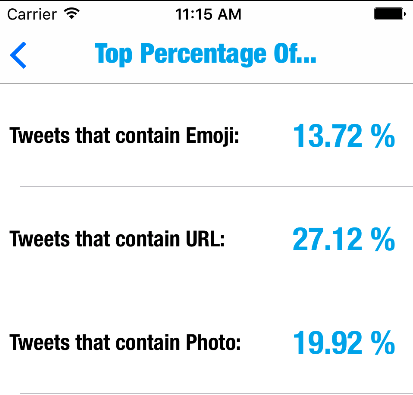 Carrier 11:15 AM
Top Percentage Of...
Tweets that contain Emoji: 13.72 %
Tweets that contain URL: 27.12 %
Tweets that contain Photo: 19.92 %